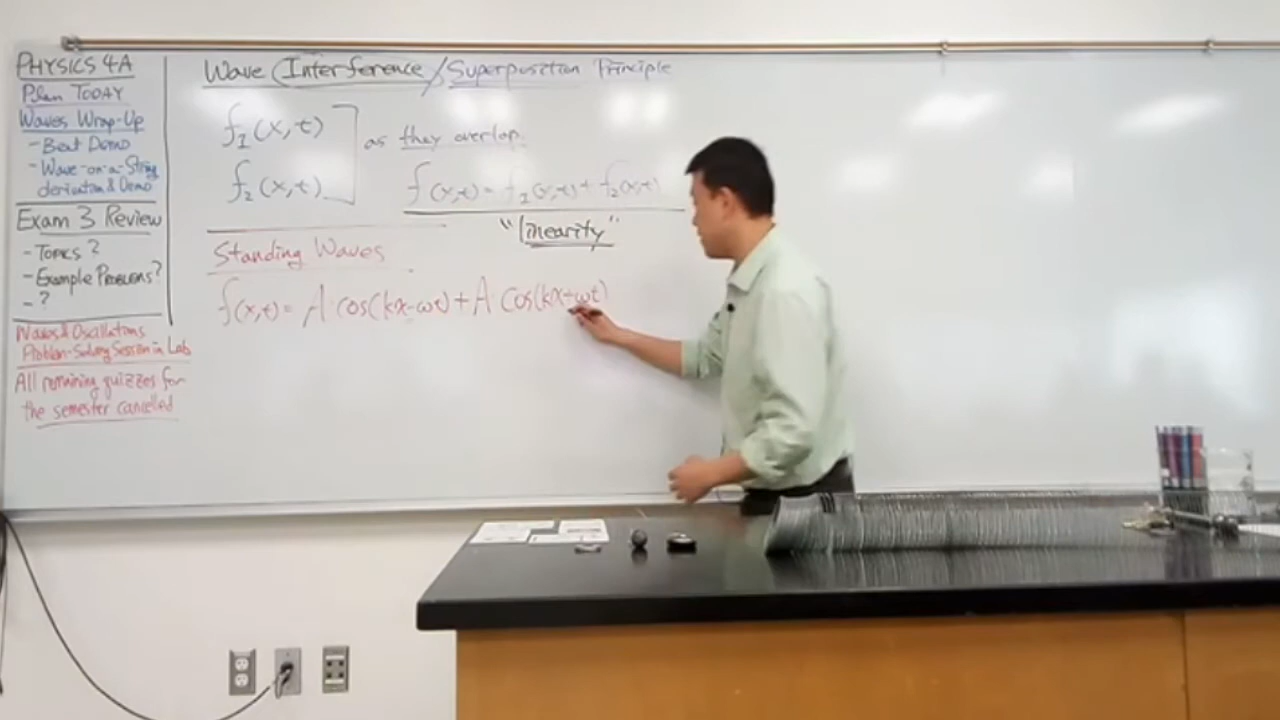 PHYSICS 4A
Plan TODAY
Waves Wrap-Up
- Beat Demo
- Wave-on-a-String
derivation & Demo
Exam 3 Review
- Topics?
- Example Problems?
- ?
Waves & Oscillations
Problem-Solving Session in Lab
All remaining quizzes for
the semester cancelled
Wave (Interference/Superposition Principle
f₁(x,t)
f₂(x,t)
as they overlap.
f(x,t) = f₁(x,t) + f₂(x,t)
"linearity"
Standing Waves
f(x,t) = A cos(kx-ωt) + A cos(kx+ωt)